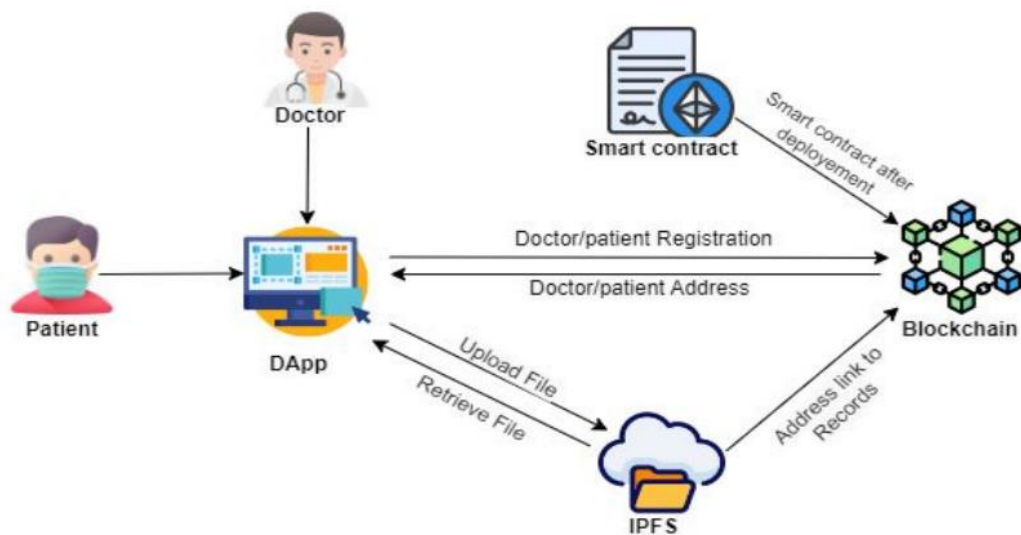 Doctor
Smart contract
Smart contract after
deployement
Patient
DApp
Doctor/patient Registration
Doctor/patient Address
Blockchain
Upload File
Retrieve File
Address link to
Records
IPFS